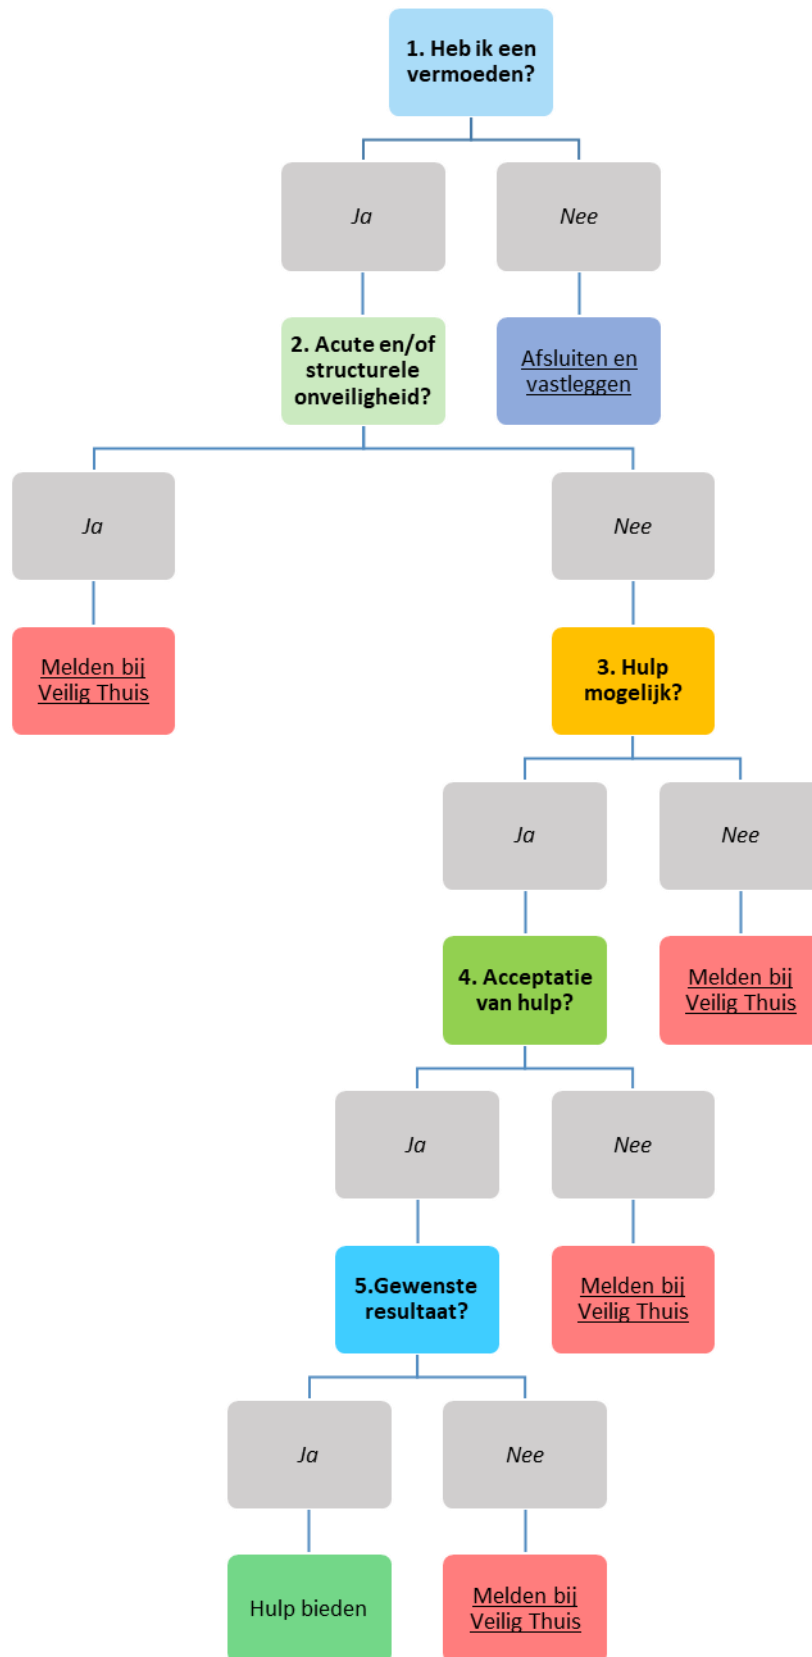 1. Heb ik een
vermoeden?
Ja
Nee
2. Acute en/of
structurele
onveiligheid?
Afsluiten en
vastleggen
Ja
Nee
Melden bij
Veilig Thuis
3. Hulp
mogelijk?
Ja
Nee
4. Acceptatie
van hulp?
Melden bij
Veilig Thuis
Ja
Nee
5.Gewenste
resultaat?
Melden bij
Veilig Thuis
Ja
Nee
Hulp bieden
Melden bij
Veilig Thuis